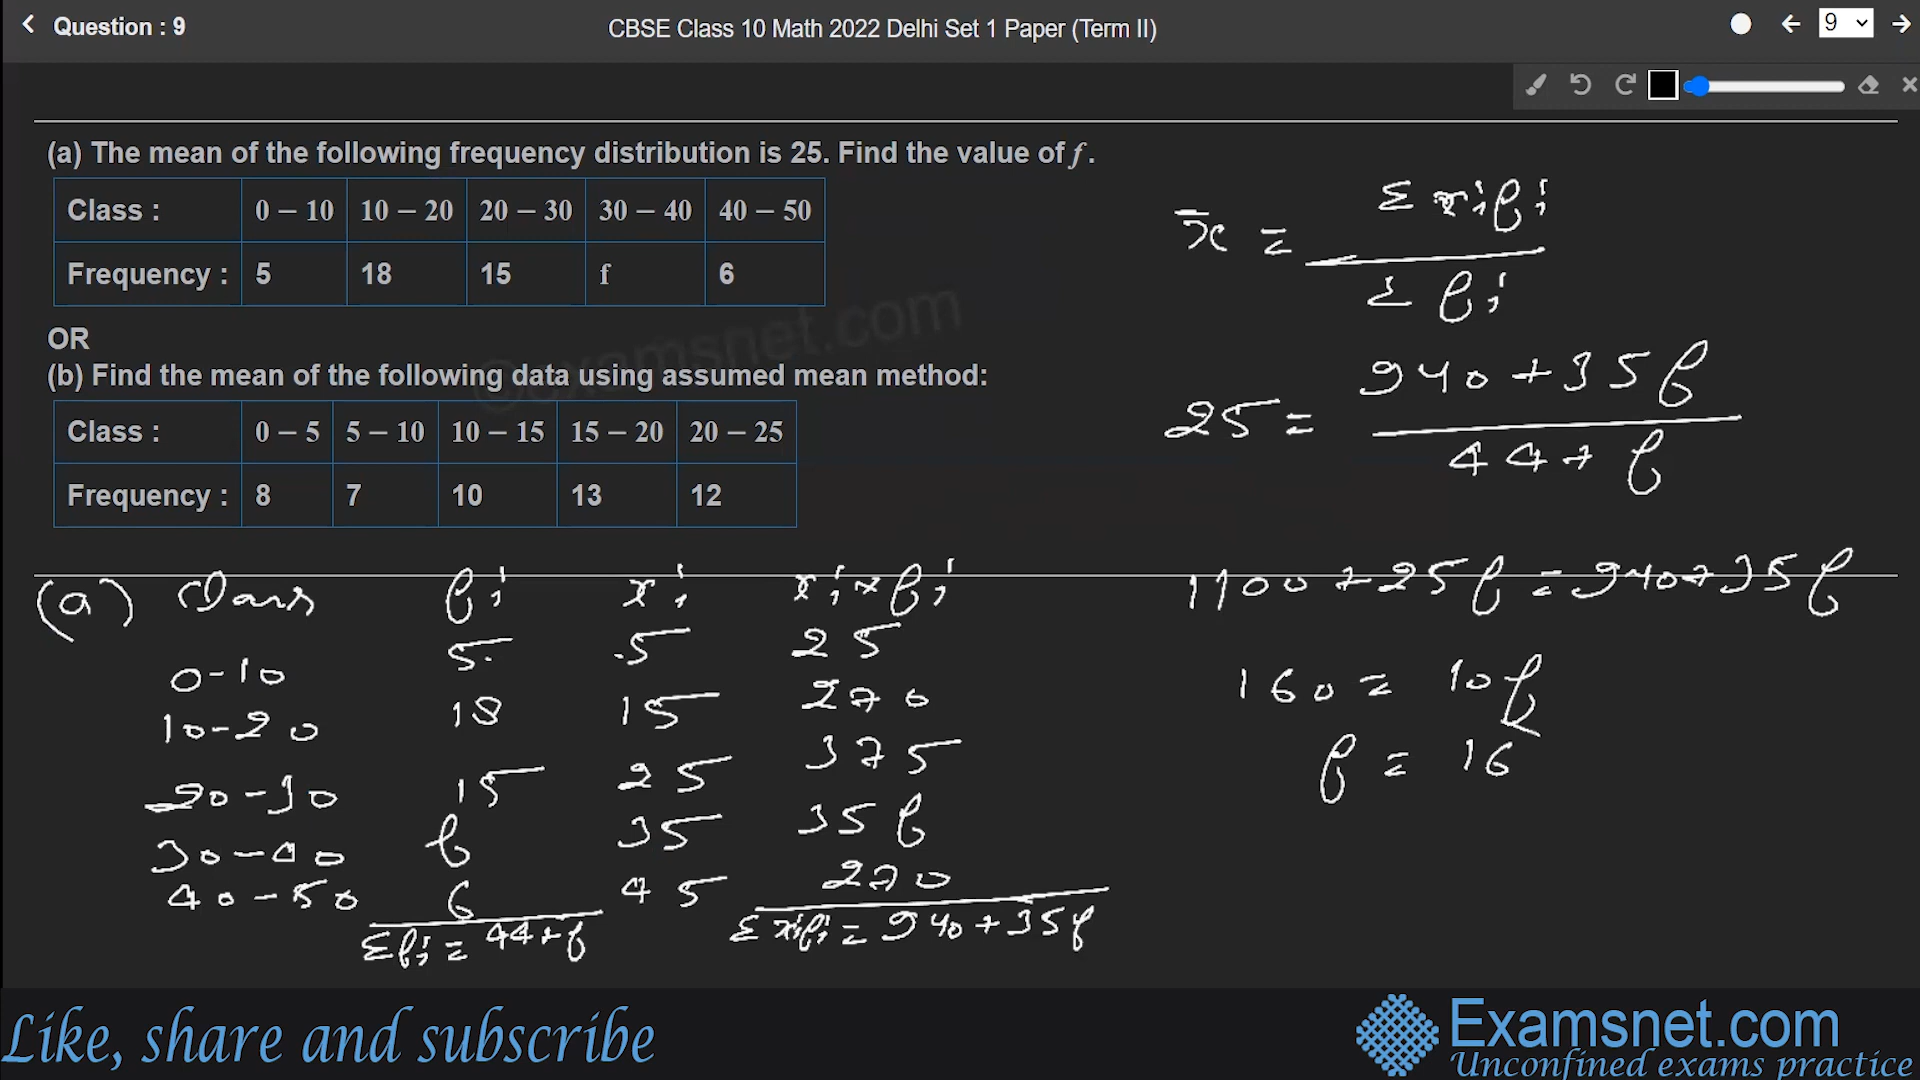 Question : 9
CBSE Class 10 Math 2022 Delhi Set 1 Paper (Term II)
9
(a) The mean of the following frequency distribution is 25. Find the value of f .
Class : 0 – 10 10 – 20 20 – 30 30 – 40 40 – 50
Frequency : 5 18 15 f 6
OR
(b) Find the mean of the following data using assumed mean method:
Class : 0 – 5 5 – 10 10 – 15 15 – 20 20 – 25
Frequency : 8 7 10 13 12
©examsnet.com
(a) Class fi xi xi×fi
0-10 5 5 25
10-20 18 15 270
20-30 15 25 375
30-40 f 35 35f
40-50 6 45 270
Σfi = 44+f Σxifi = 940+35f
x̄ = Σxifi / Σfi
25 = 940+35f / 44+f
1100+25f = 940+35f
160 = 10f
f = 16
Like, share and subscribe
Examsnet.com
Unconfined exams practice